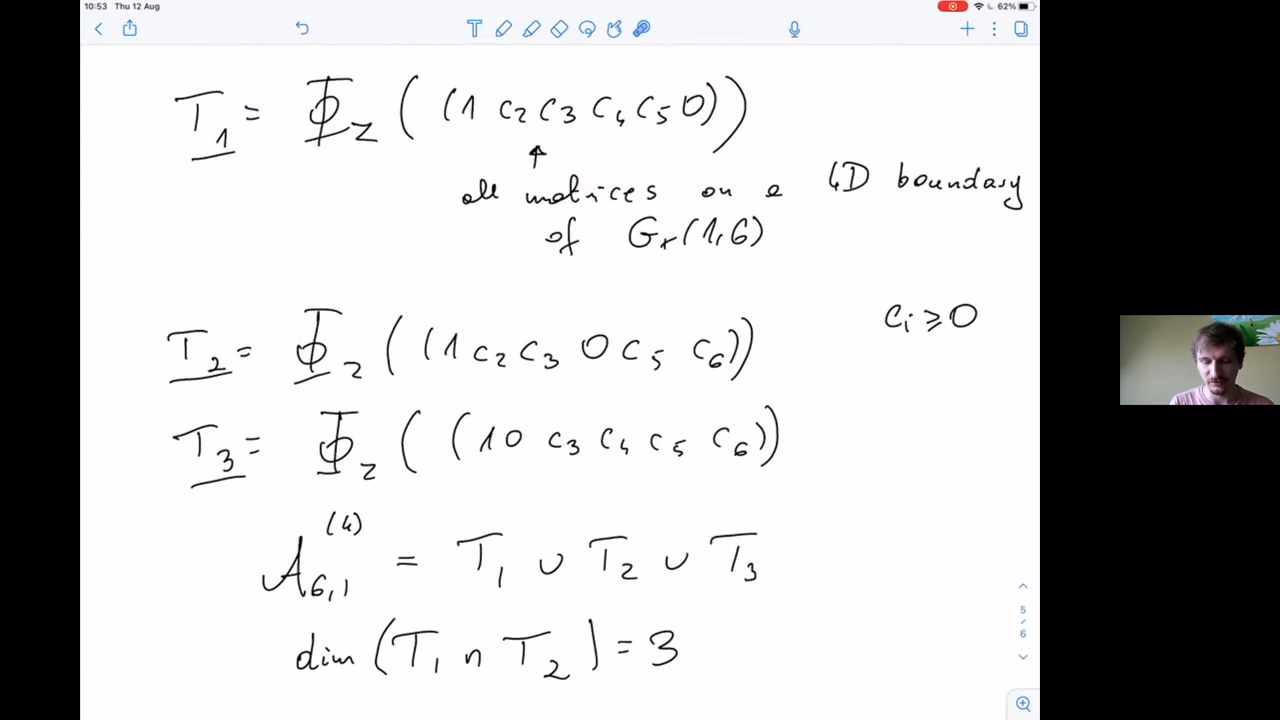 10:53 Thu 12 Aug
62%
T₁ = Φ_Z ( (1 c₂ c₃ c₄ c₅ 0) )
↑
all matrices on a 4D boundary
of Gr(1,6)
cᵢ ≥ 0
T₂ = Φ_Z ( (1 c₂ c₃ 0 c₅ c₆) )
T₃ = Φ_Z ( (1 0 c₃ c₄ c₅ c₆) )
A₆,₁⁽⁴⁾ = T₁ ∪ T₂ ∪ T₃
dim (T₁ ∩ T₂) = 3
5
/
6